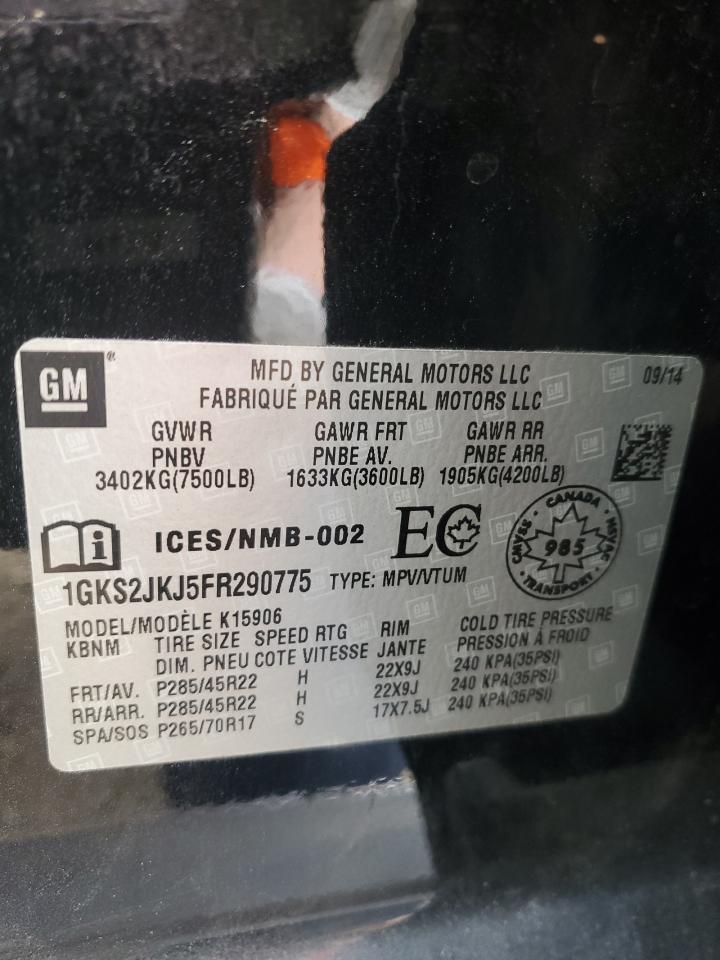 GM®
MFD BY GENERAL MOTORS LLC 09/14
FABRIQUÉ PAR GENERAL MOTORS LLC
GVWR GAWR FRT GAWR RR
PNBV PNBE AV. PNBE ARR.
3402KG(7500LB) 1633KG(3600LB) 1905KG(4200LB)
ICES/NMB-002 EC
CANADA
CMVSS NSVAC
985
TRANSPORT
1GKS2JKJ5FR290775 TYPE: MPV/VTUM
MODEL/MODÈLE K15906
KBNM TIRE SIZE SPEED RTG RIM COLD TIRE PRESSURE
DIM. PNEU COTE VITESSE JANTE PRESSION À FROID
FRT/AV. P285/45R22 H 22X9J 240 KPA(35PSI)
RR/ARR. P285/45R22 H 22X9J 240 KPA(35PSI)
SPA/SOS P265/70R17 S 17X7.5J 240 KPA(35PSI)